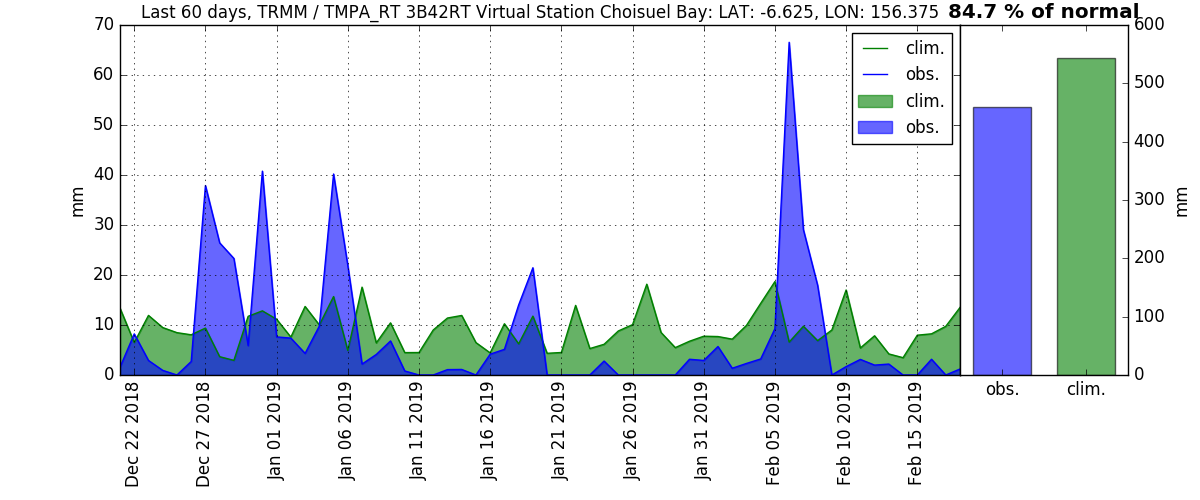 Last 60 days, TRMM / TMPA_RT 3B42RT Virtual Station Choisuel Bay: LAT: -6.625, LON: 156.375 84.7 % of normal
70
60
50
40
30
20
10
0
mm
clim.
obs.
clim.
obs.
600
500
400
300
200
100
0
mm
obs. clim.
Dec 22 2018
Dec 27 2018
Jan 01 2019
Jan 06 2019
Jan 11 2019
Jan 16 2019
Jan 21 2019
Jan 26 2019
Jan 31 2019
Feb 05 2019
Feb 10 2019
Feb 15 2019